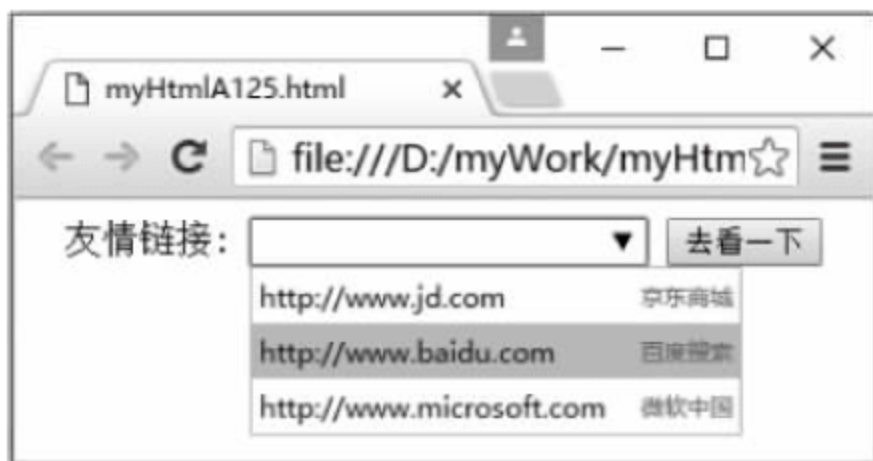 myHtmlA125.html
file:///D:/myWork/myHtm
友情链接： 去看一下
http://www.jd.com 京东商城
http://www.baidu.com 百度搜索
http://www.microsoft.com 微软中国